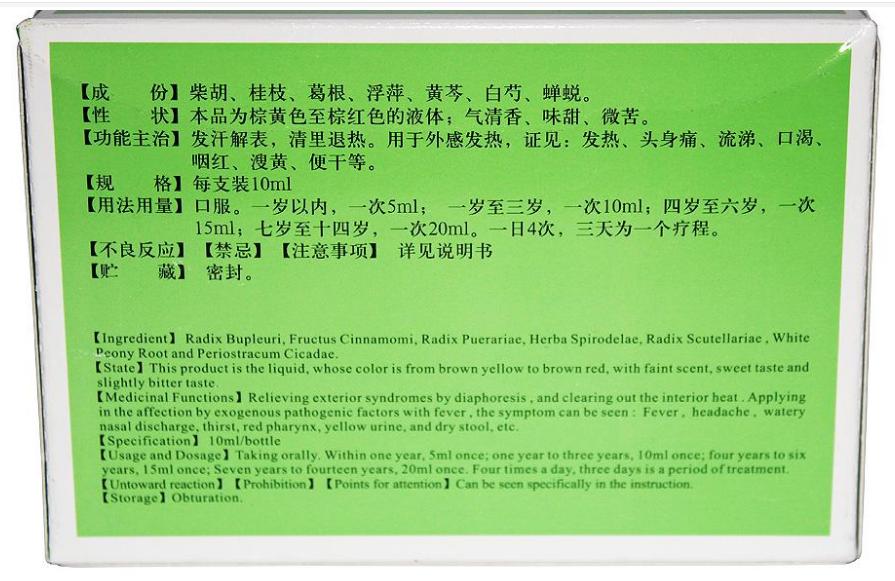 【成　　份】柴胡、桂枝、葛根、浮萍、黄芩、白芍、蝉蜕。
【性　　状】本品为棕黄色至棕红色的液体；气清香、味甜、微苦。
【功能主治】发汗解表，清里退热。用于外感发热，证见：发热、头身痛、流涕、口渴、
咽红、溲黄、便干等。
【规　　格】每支装10ml
【用法用量】口服。一岁以内，一次5ml； 一岁至三岁，一次10ml；四岁至六岁，一次
15ml；七岁至十四岁，一次20ml。一日4次，三天为一个疗程。
【不良反应】【禁忌】【注意事项】 详见说明书
【贮　　藏】 密封。
【Ingredient】 Radix Bupleuri, Fructus Cinnamomi, Radix Puerariae, Herba Spirodelae, Radix Scutellariae , White
Peony Root and Periostracum Cicadae.
【State】This product is the liquid, whose color is from brown yellow to brown red, with faint scent, sweet taste and
slightly bitter taste.
【Medicinal Functions】Relieving exterior syndromes by diaphoresis , and clearing out the interior heat . Applying
in the affection by exogenous pathogenic factors with fever , the symptom can be seen : Fever , headache , watery
nasal discharge, thirst, red pharynx, yellow urine, and dry stool, etc.
【Specification】 10ml/bottle
【Usage and Dosage】Taking orally. Within one year, 5ml once; one year to three years, 10ml once; four years to six
years, 15ml once; Seven years to fourteen years, 20ml once. Four times a day, three days is a period of treatment.
【Untoward reaction】【Prohibition】【Points for attention】Can be seen specifically in the instruction.
【Storage】Obturation.